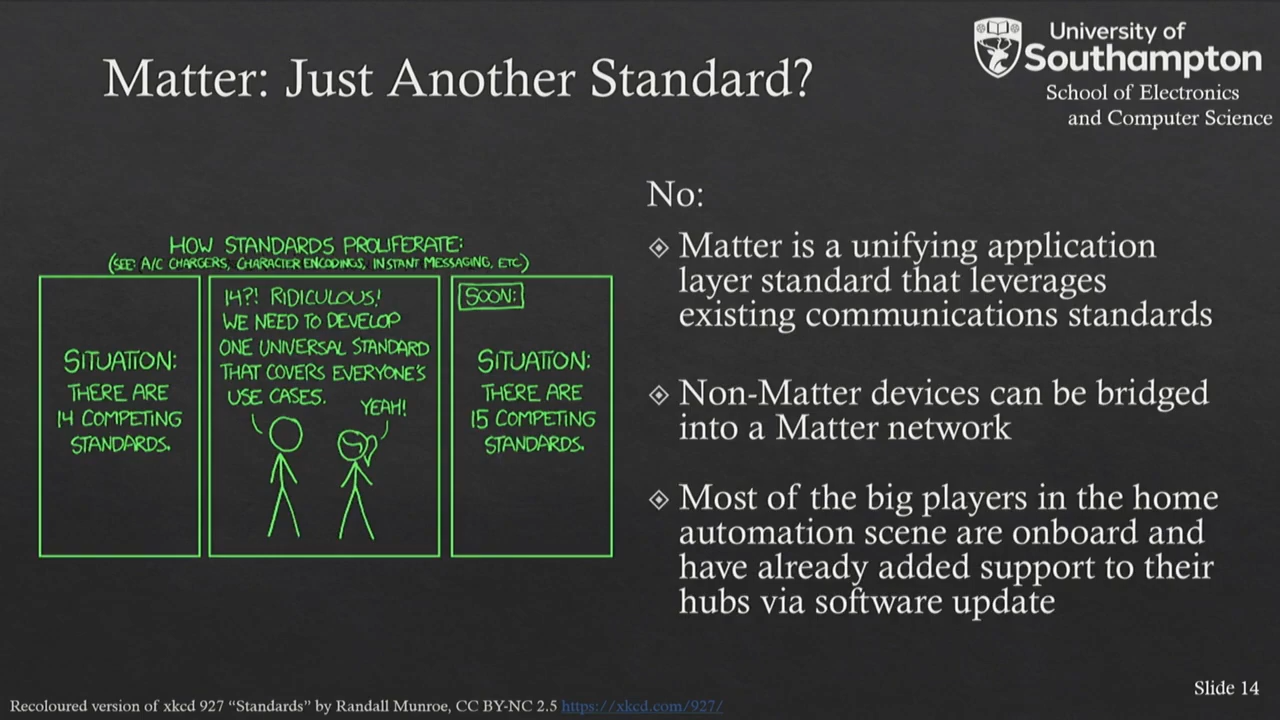 Matter: Just Another Standard?
University of
Southampton
School of Electronics
and Computer Science
HOW STANDARDS PROLIFERATE:
(SEE: A/C CHARGERS, CHARACTER ENCODINGS, INSTANT MESSAGING, ETC.)
SITUATION:
THERE ARE
14 COMPETING
STANDARDS.
14?! RIDICULOUS!
WE NEED TO DEVELOP
ONE UNIVERSAL STANDARD
THAT COVERS EVERYONE'S
USE CASES.
YEAH!
SOON:
SITUATION:
THERE ARE
15 COMPETING
STANDARDS.
No:
Matter is a unifying application
layer standard that leverages
existing communications standards
Non-Matter devices can be bridged
into a Matter network
Most of the big players in the home
automation scene are onboard and
have already added support to their
hubs via software update
Slide 14
Recoloured version of xkcd 927 “Standards” by Randall Munroe, CC BY-NC 2.5 https://xkcd.com/927/